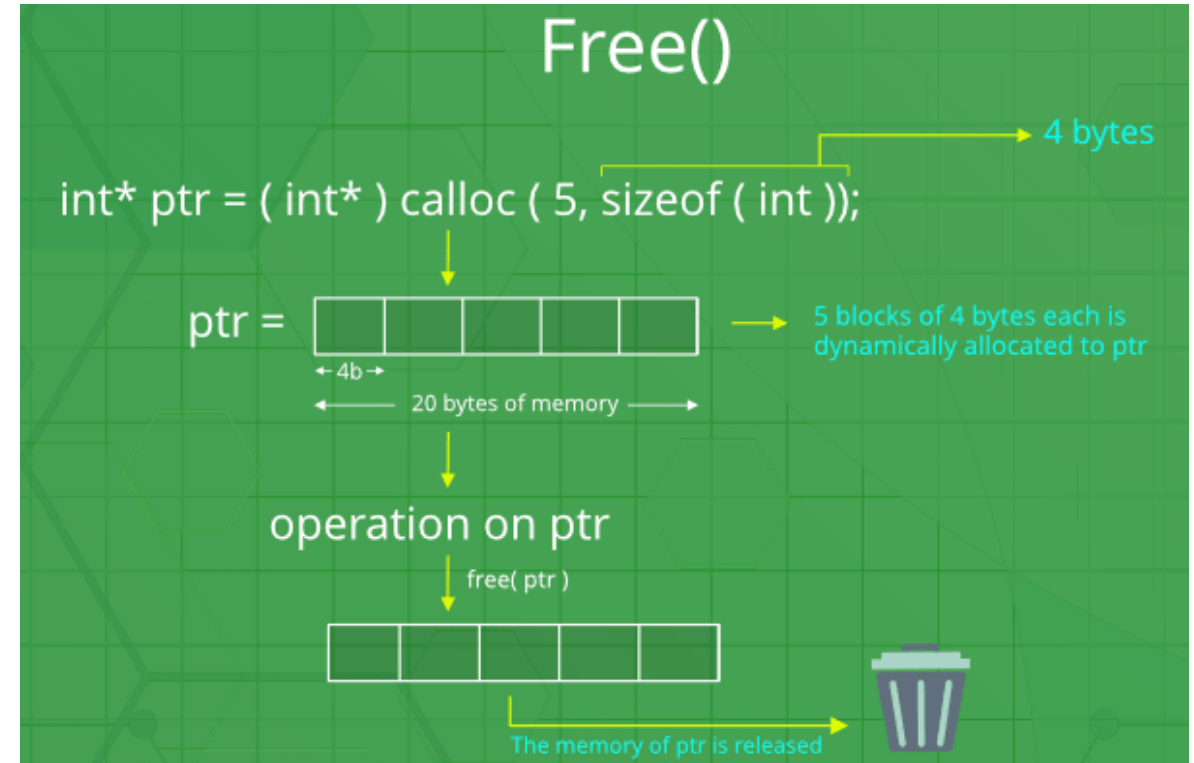 Free()
4 bytes
int* ptr = ( int* ) calloc ( 5, sizeof ( int ));
ptr =
5 blocks of 4 bytes each is
dynamically allocated to ptr
4b
20 bytes of memory
operation on ptr
free( ptr )
The memory of ptr is released